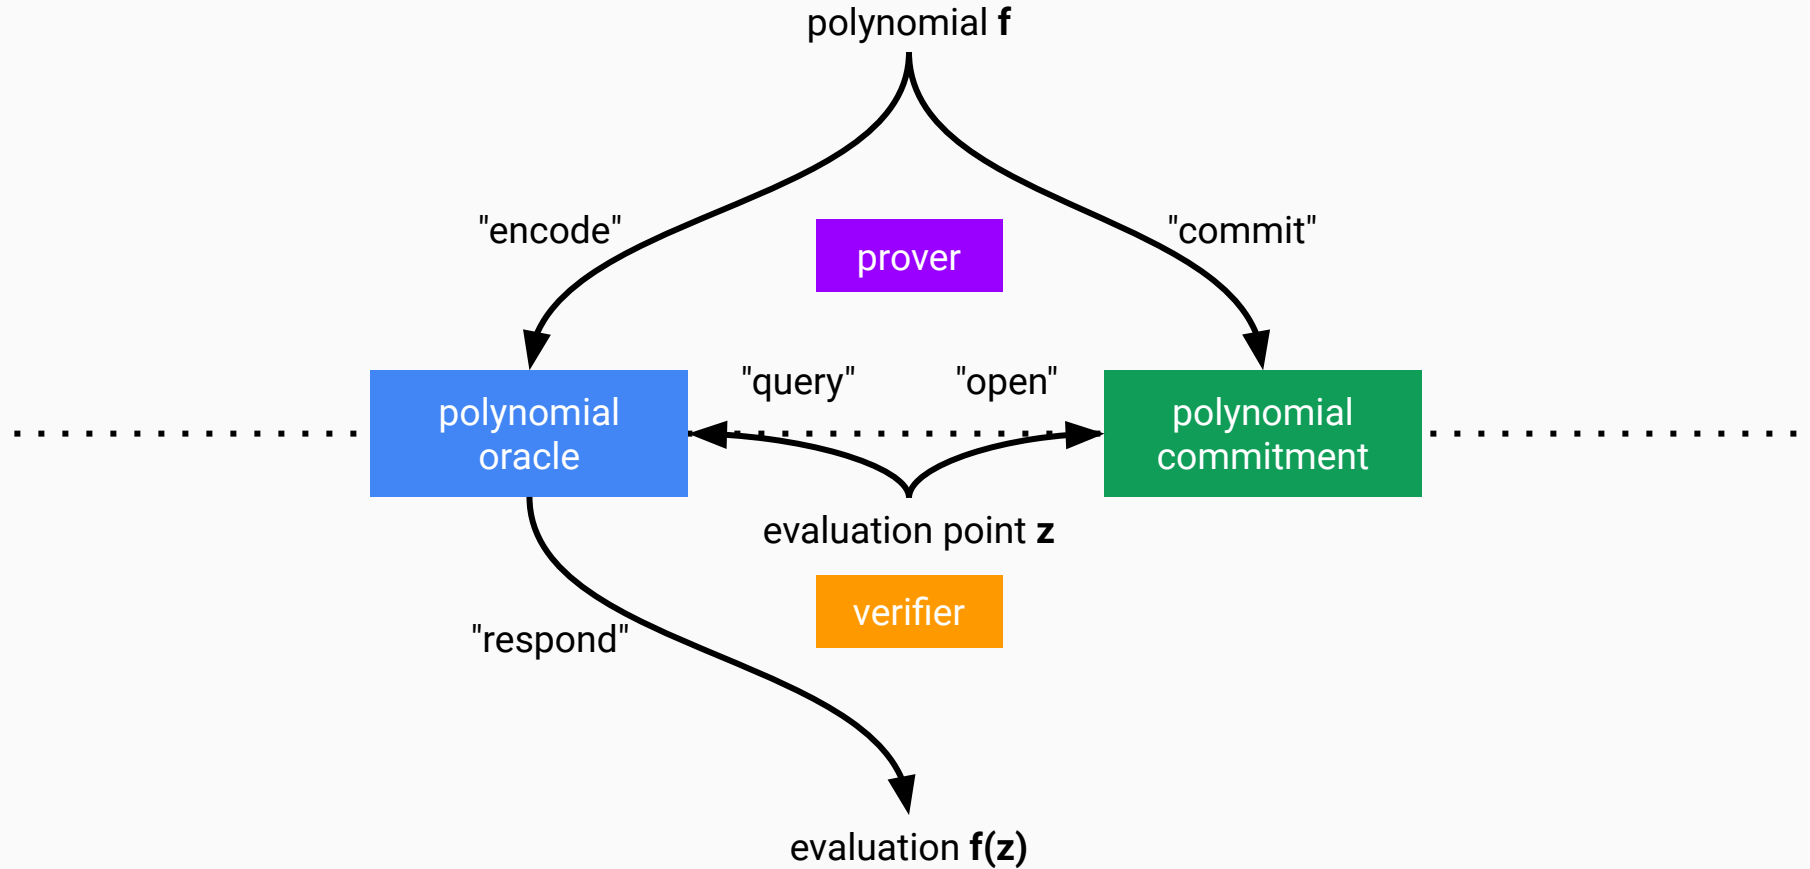 polynomial f
"encode"
"commit"
prover
"query"
"open"
polynomial
oracle
polynomial
commitment
evaluation point z
verifier
"respond"
evaluation f(z)